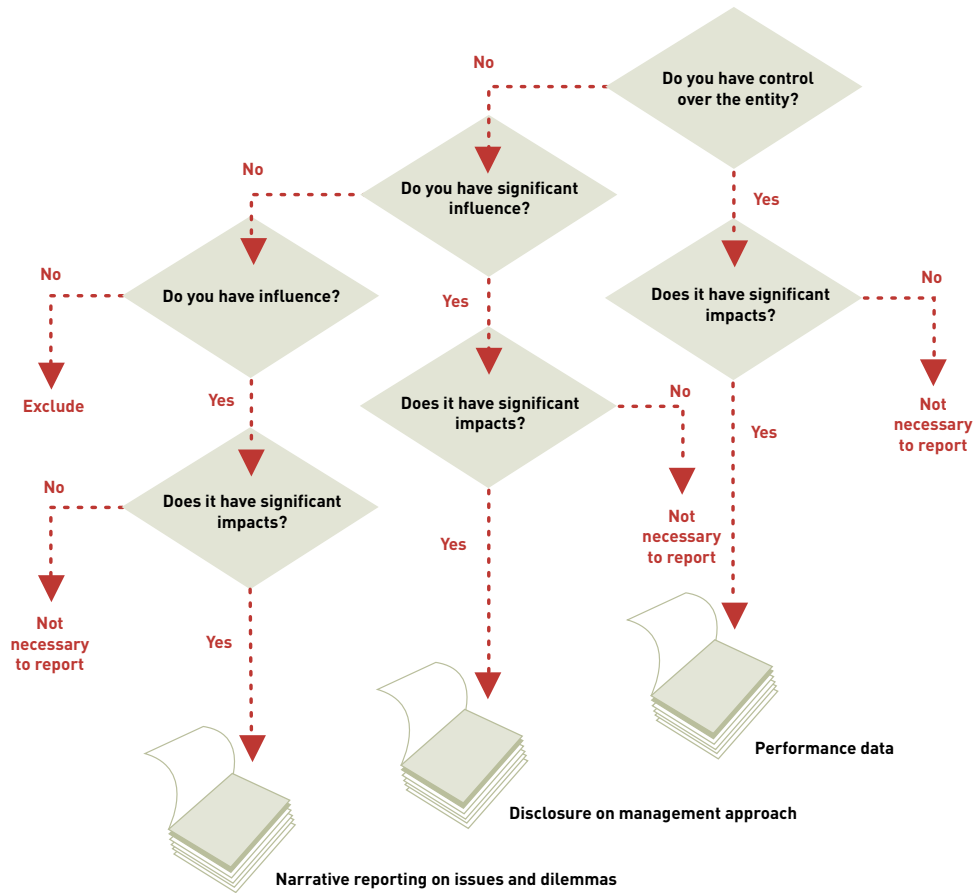 No
Do you have control
over the entity?
No
Do you have significant
influence?
Yes
No
Do you have influence?
Yes
Does it have significant
impacts?
Exclude
Yes
Does it have significant
impacts?
No
No
Not
necessary
to report
Yes
No
Does it have significant
impacts?
Yes
Not
necessary
to report
Not
necessary
to report
Yes
Performance data
Disclosure on management approach
Narrative reporting on issues and dilemmas